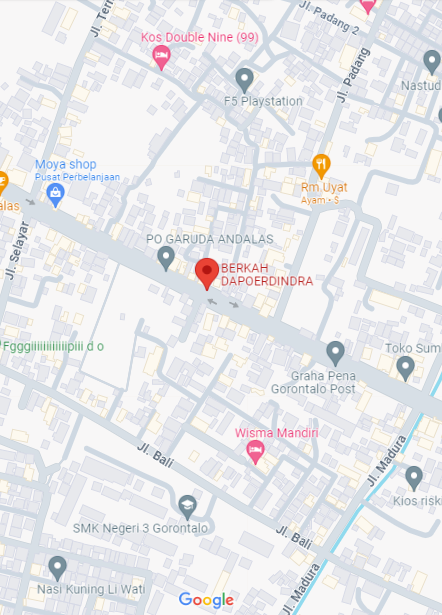 Jl. Tern
Jl. Padang 2
Kos Double Nine (99)
Jl. Padang
F5 Playstation
Nastud
Moya shop
Pusat Perbelanjaan
Rm.Uyat
Ayam • $
alas
Jl. Selayar
PO GARUDA ANDALAS
BERKAH
DAPOERDINDRA
Fgggiiiiiiiiiiiipiii d o
Toko Sum
Graha Pena
Gorontalo Post
Wisma Mandiri
Jl. Bali
Jl. Madura
Kios riski
SMK Negeri 3 Gorontalo
Jl. Bali
Nasi Kuning Li Wati
Jl. Madura
Google